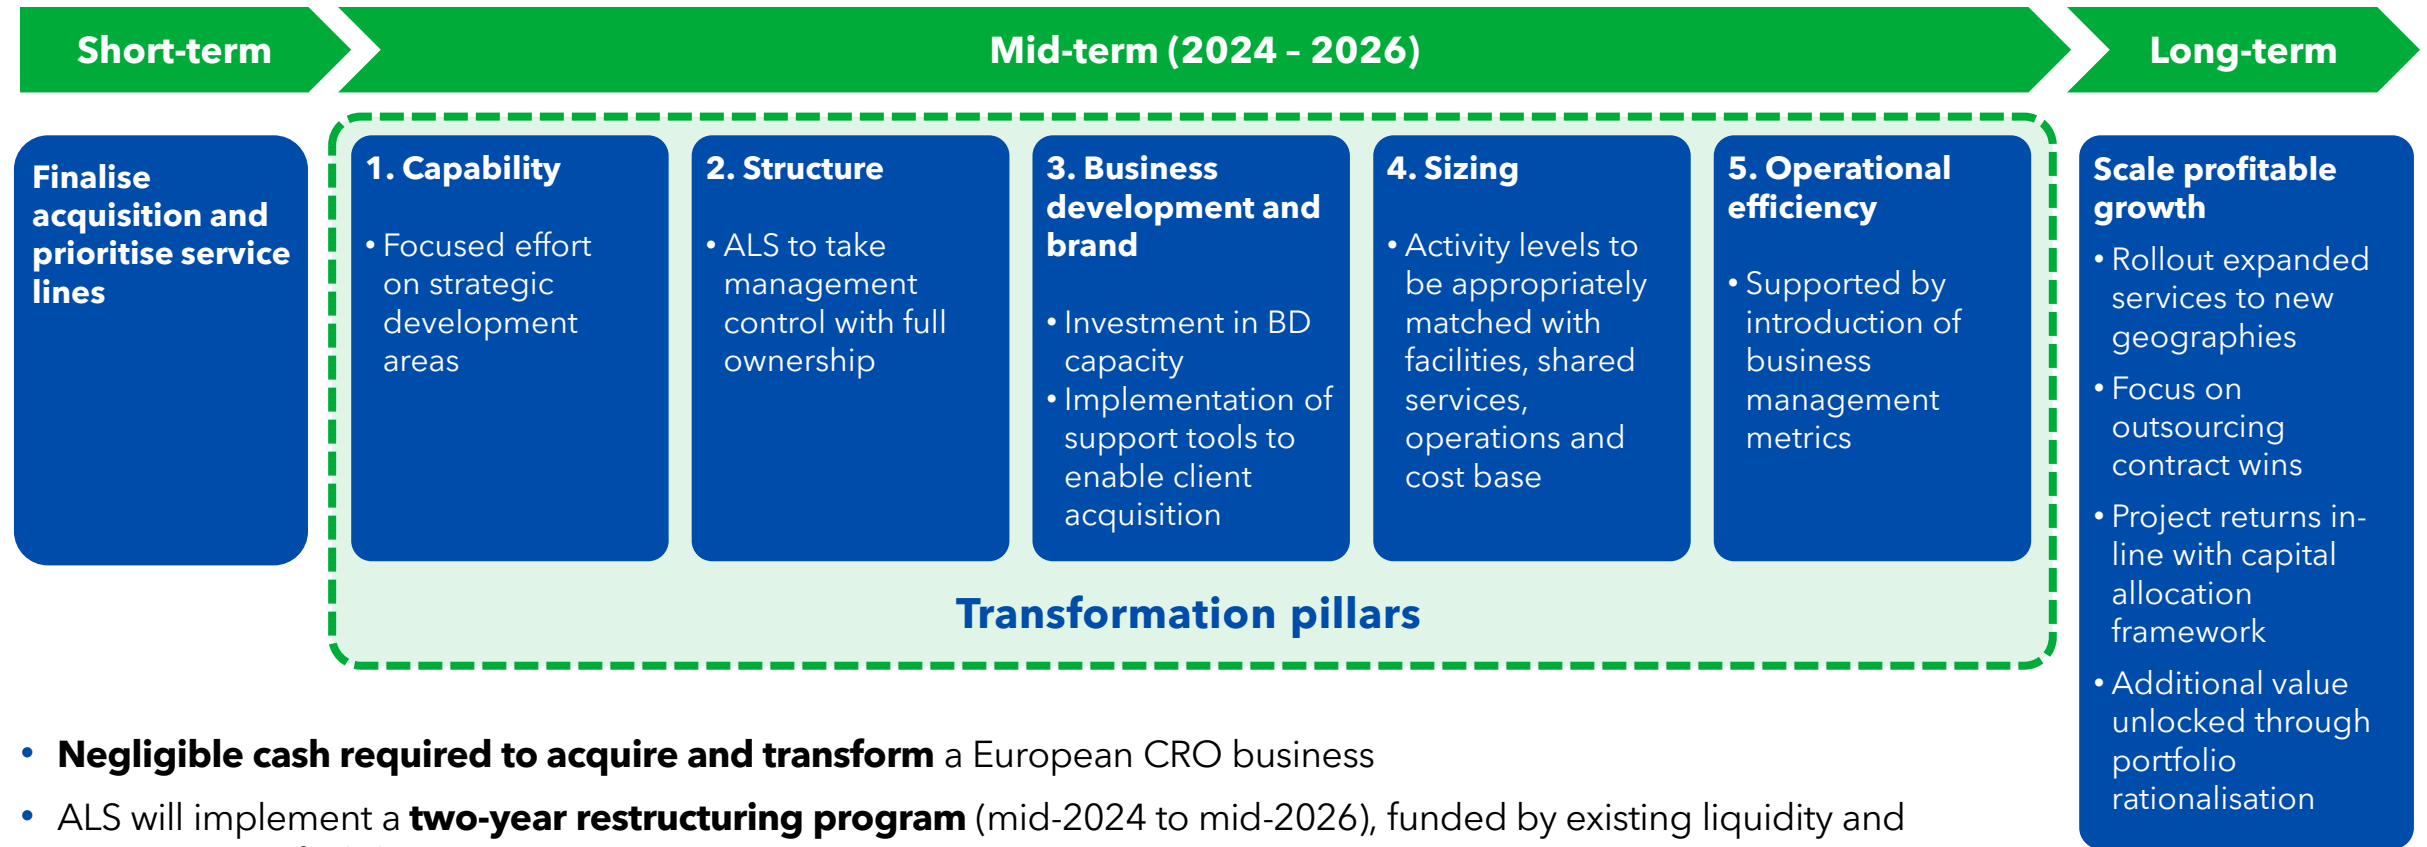 Short-term
Mid-term (2024 – 2026)
Long-term
Finalise
acquisition and
prioritise service
lines
1. Capability
• Focused effort
on strategic
development
areas
2. Structure
• ALS to take
management
control with full
ownership
3. Business
development and
brand
• Investment in BD
capacity
• Implementation of
support tools to
enable client
acquisition
4. Sizing
• Activity levels to
be appropriately
matched with
facilities, shared
services,
operations and
cost base
5. Operational
efficiency
• Supported by
introduction of
business
management
metrics
Transformation pillars
Scale profitable
growth
• Rollout expanded
services to new
geographies
• Focus on
outsourcing
contract wins
• Project returns in-
line with capital
allocation
framework
• Additional value
unlocked through
portfolio
rationalisation
• Negligible cash required to acquire and transform a European CRO business
• ALS will implement a two-year restructuring program (mid-2024 to mid-2026), funded by existing liquidity and